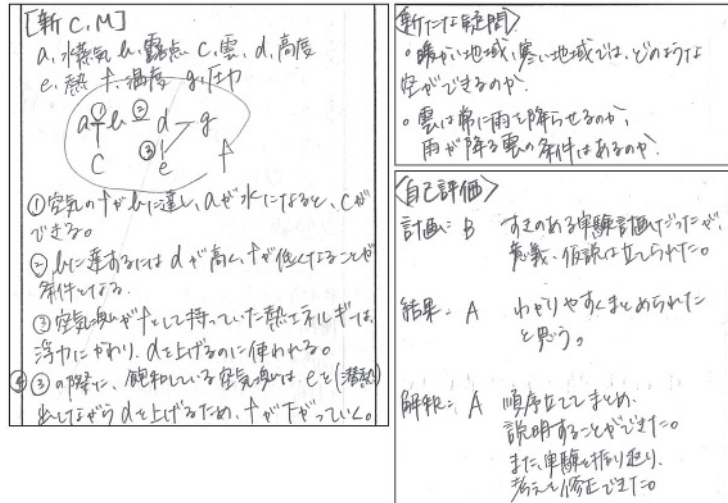 [新C.M]
a.水蒸気 b.露点 c.雲 d.高度
e.熱 f.温度 g.圧力
① ②
a b d g
③
c e f
①空気のfがbに達し、aが水になると、cが
できる。
②bに達するにはdが高く、fが低くなることが
条件となる。
③空気塊がfとして持っていた熱エネルギーは、
浮力にかわり、dを上げるのに使われる。
④③の際に、飽和している空気塊は、eを(潜熱)
出しながらdを上げるため、fが下がっていく。
〈新たな疑問〉
・暖かい地域、寒い地域では、どのような
雲ができるのか。
・雲は常に雨を降らせるのか、
雨が降る雲の条件はあるのか。
〈自己評価〉
計画: B すきのある実験計画だったが、
意義、仮説は立てられた。
結果: A わかりやすくまとめられた
と思う。
解釈: A 順序立ててまとめ、
説明することができた。
また、実験を振り返り、
考えを修正できた。